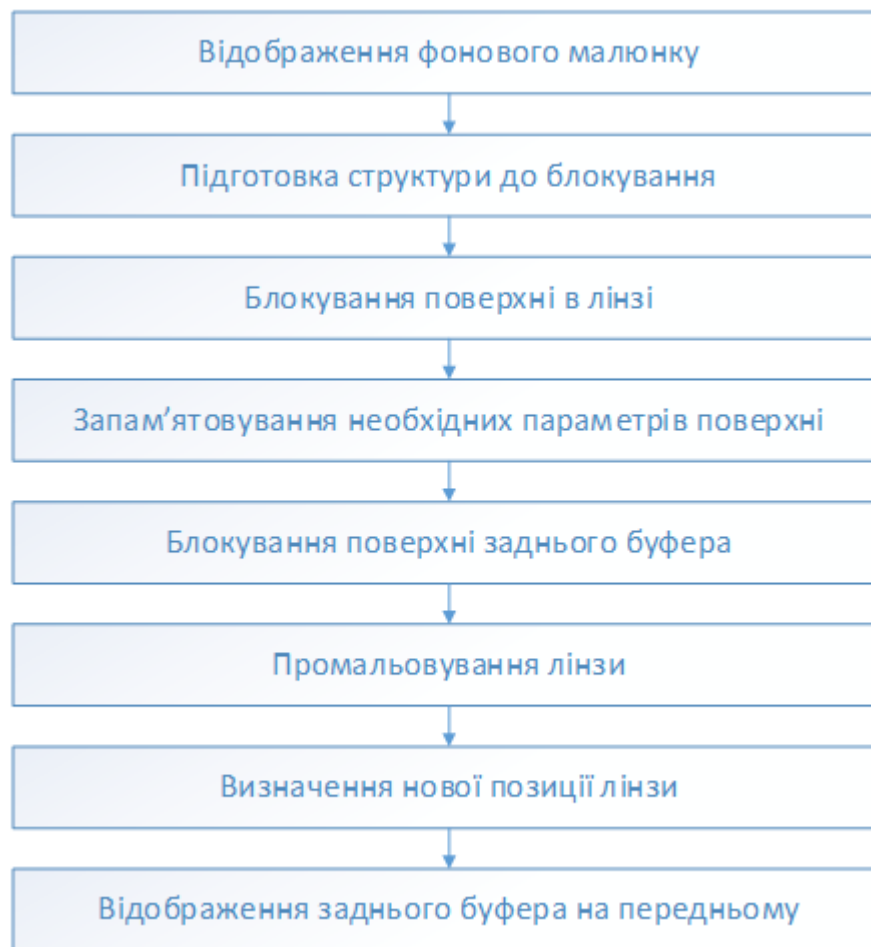 Відображення фонового малюнку
Підготовка структури до блокування
Блокування поверхні в лінзі
Запам’ятовування необхідних параметрів поверхні
Блокування поверхні заднього буфера
Промальовування лінзи
Визначення нової позиції лінзи
Відображення заднього буфера на передньому